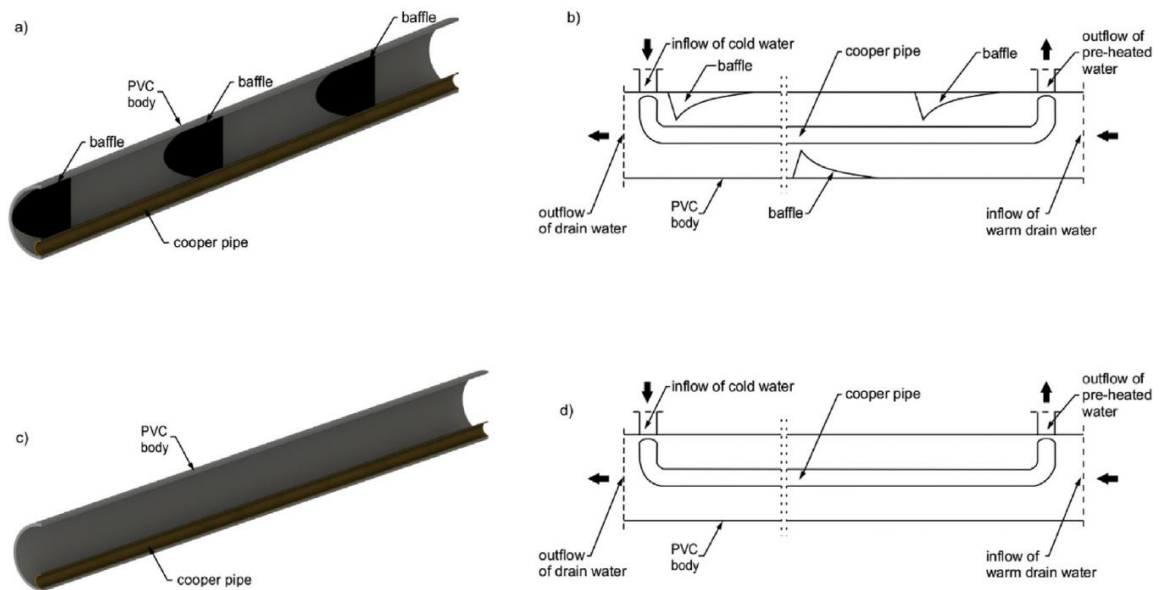 a)
baffle
baffle
PVC
body
baffle
cooper pipe
b)
inflow of cold water
baffle
cooper pipe
baffle
outflow of
pre-heated
water
outflow
of drain water
PVC
body
baffle
inflow of
warm drain water
c)
PVC
body
cooper pipe
d)
inflow of cold water
cooper pipe
outflow of
pre-heated
water
outflow
of drain water
PVC
body
inflow of
warm drain water